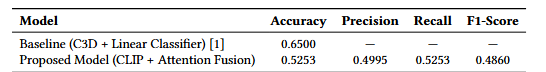 Model Accuracy Precision Recall F1-Score
Baseline (C3D + Linear Classifier) [1] 0.6500 — — —
Proposed Model (CLIP + Attention Fusion) 0.5253 0.4995 0.5253 0.4860